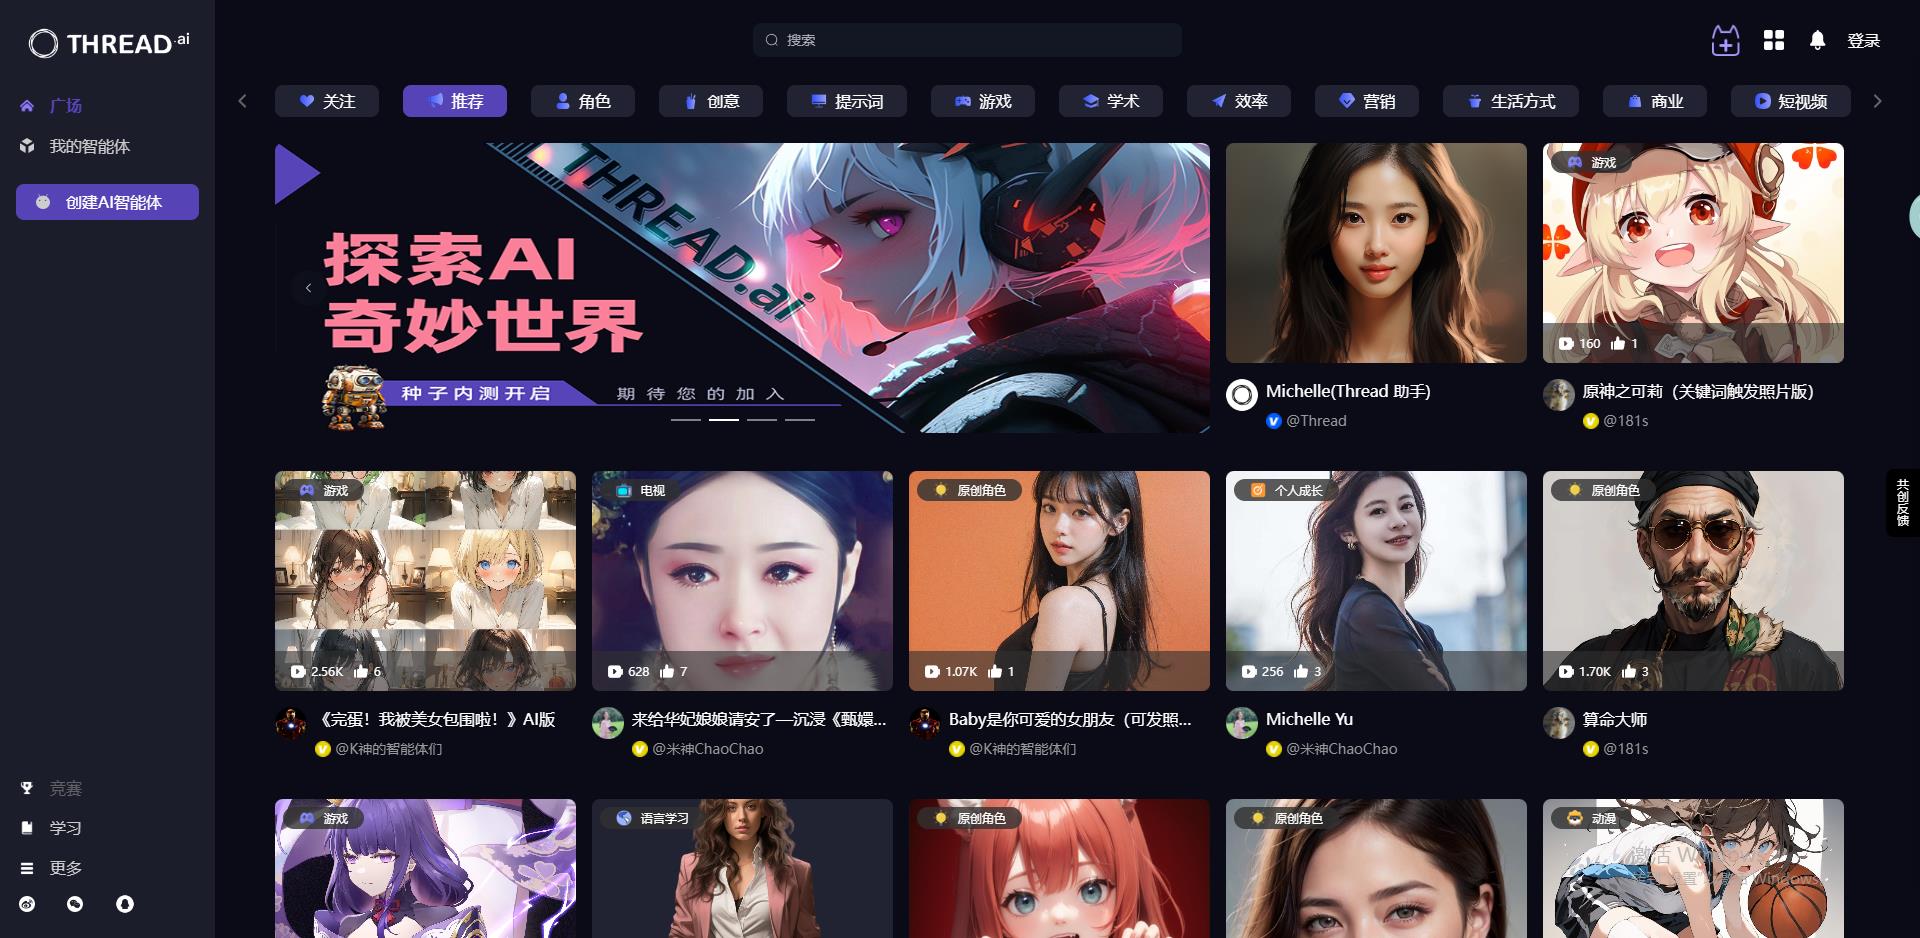 THREAD.ai
搜索
登录
广场
我的智能体
创建AI智能体
关注
推荐
角色
创意
提示词
游戏
学术
效率
营销
生活方式
商业
短视频
THREAD.ai
探索AI
奇妙世界
种子内测开启
期待您的加入
Michelle(Thread 助手)
@Thread
游戏
160 1
原神之可莉（关键词触发照片版）
@181s
共创反馈
游戏
2.56K 6
《完蛋！我被美女包围啦！》AI版
@K神的智能体们
电视
628 7
来给华妃娘娘请安了—沉浸《甄嬛...
@米神ChaoChao
原创角色
1.07K 1
Baby是你可爱的女朋友（可发照...
@K神的智能体们
个人成长
256 3
Michelle Yu
@米神ChaoChao
原创角色
1.70K 3
算命大师
@181s
游戏
语言学习
原创角色
原创角色
动漫
激活 Windows
竞赛
学习
更多